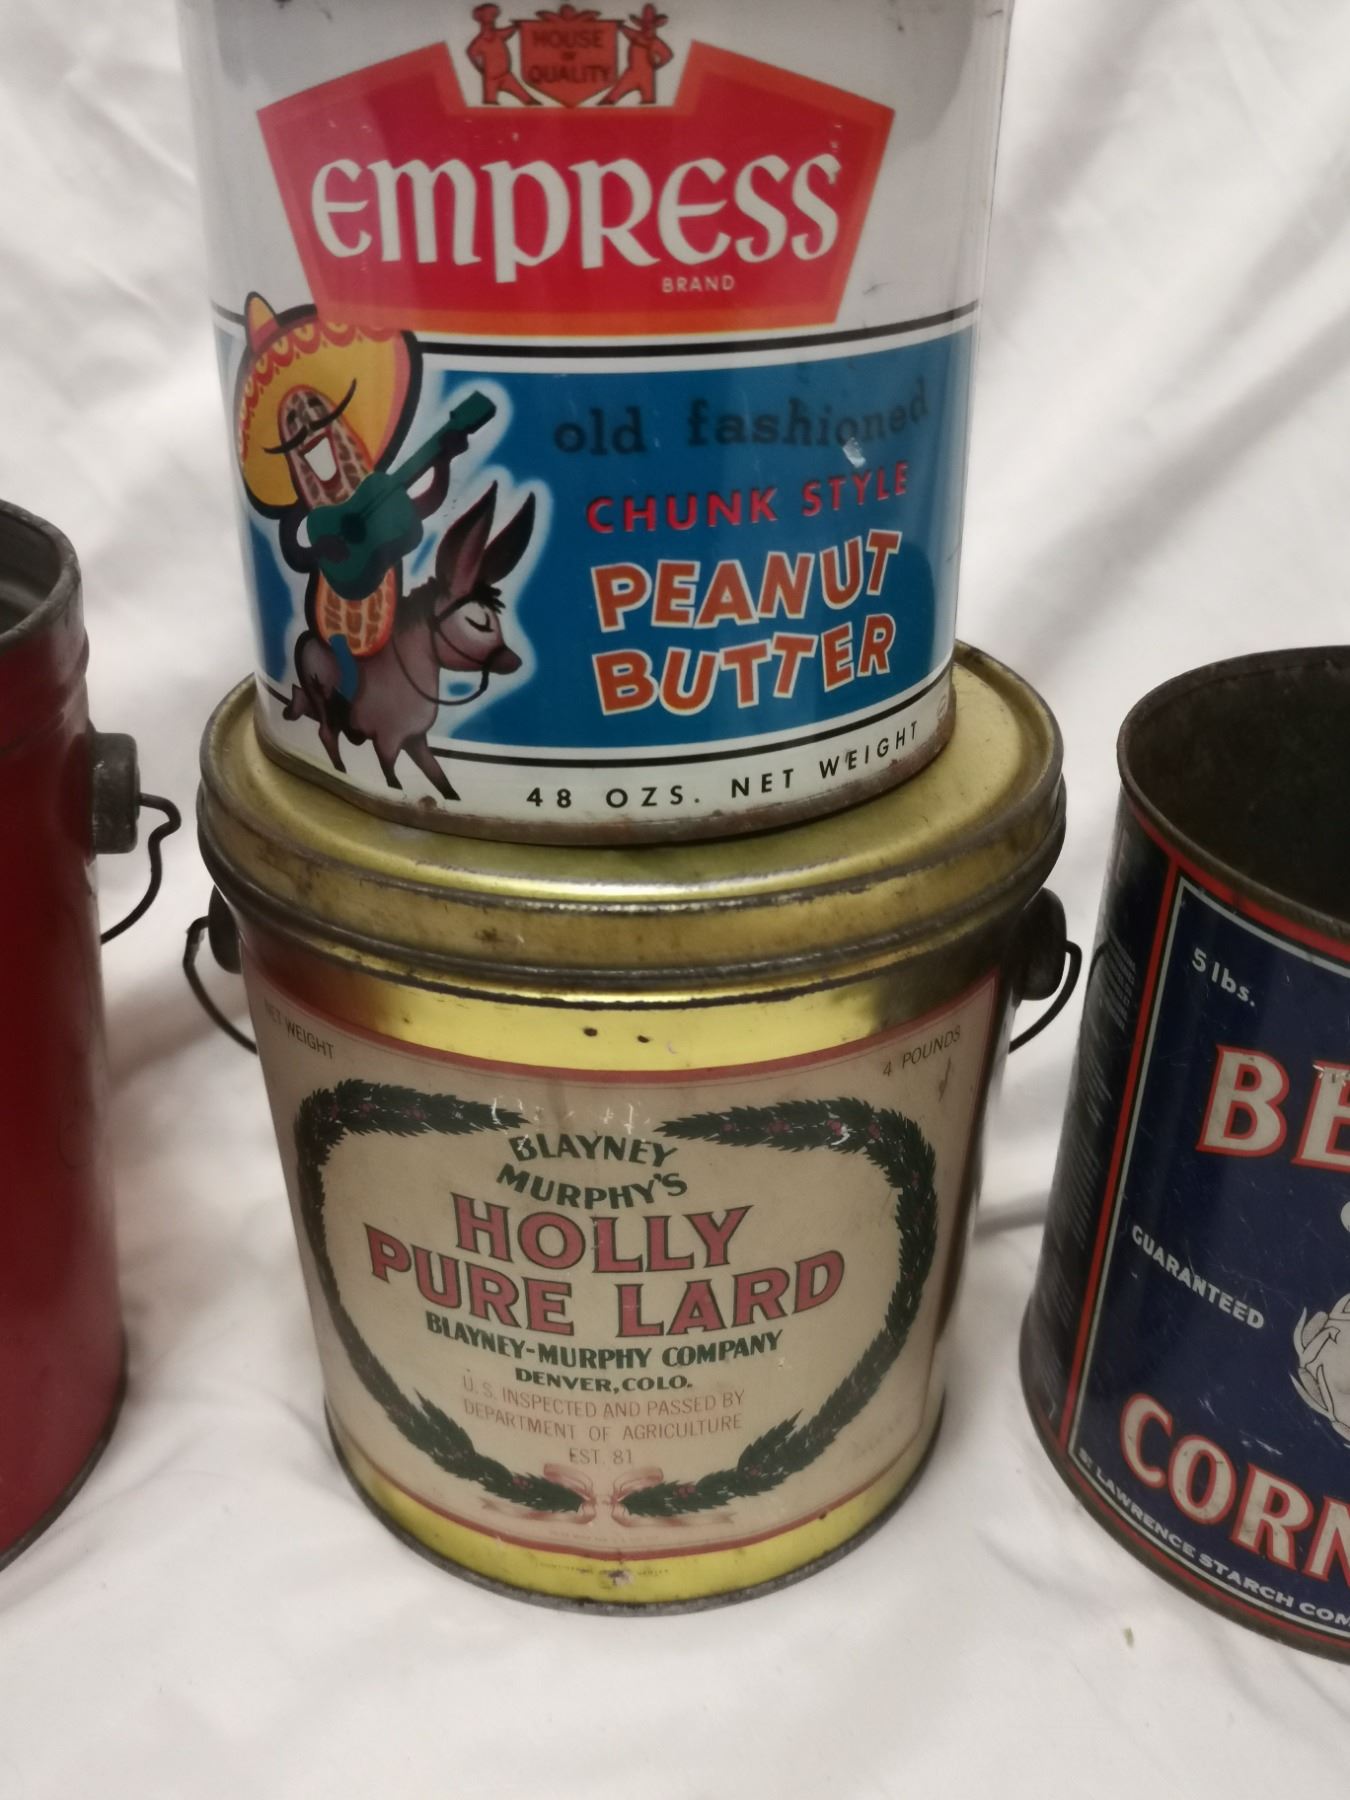 HOUSE
OF
QUALITY
EMPRESS
BRAND
old fashioned
CHUNK STYLE
PEANUT
BUTTER
48 OZS. NET WEIGHT
NET WEIGHT
4 POUNDS
BLAYNEY
MURPHY'S
HOLLY
PURE LARD
BLAYNEY-MURPHY COMPANY
DENVER, COLO.
U.S. INSPECTED AND PASSED BY
DEPARTMENT OF AGRICULTURE
EST. 81
5 lbs.
BE
GUARANTEED
CORN
ST LAWRENCE STARCH COM